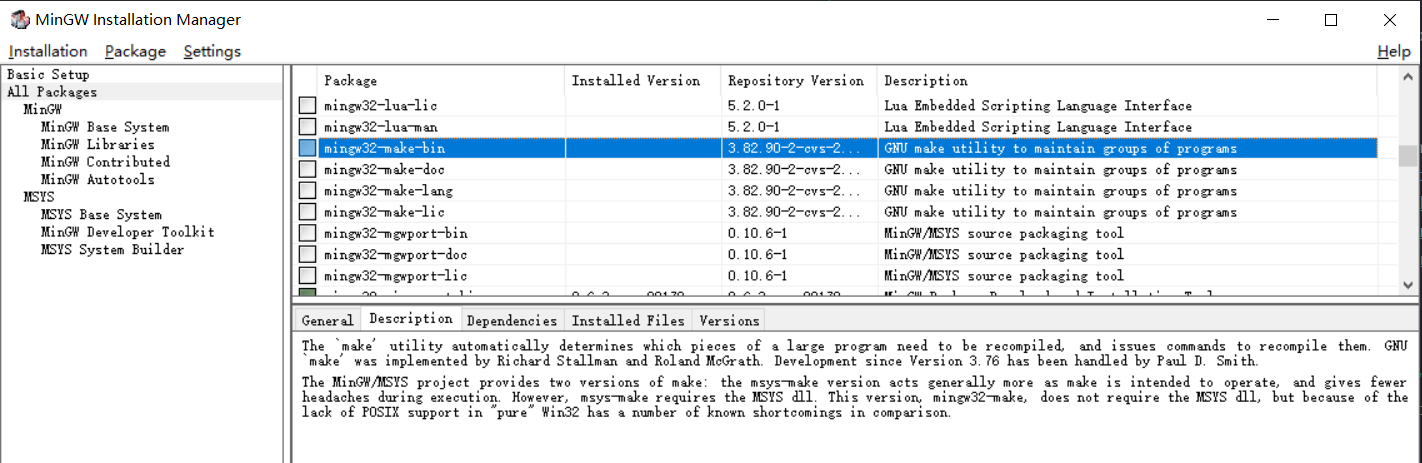 MinGW Installation Manager
Installation Package Settings Help
Basic Setup
All Packages
MinGW
MinGW Base System
MinGW Libraries
MinGW Contributed
MinGW Autotools
MSYS
MSYS Base System
MinGW Developer Toolkit
MSYS System Builder
Package Installed Version Repository Version Description
mingw32-lua-lic 5.2.0-1 Lua Embedded Scripting Language Interface
mingw32-lua-man 5.2.0-1 Lua Embedded Scripting Language Interface
mingw32-make-bin 3.82.90-2-cvs-2... GNU make utility to maintain groups of programs
mingw32-make-doc 3.82.90-2-cvs-2... GNU make utility to maintain groups of programs
mingw32-make-lang 3.82.90-2-cvs-2... GNU make utility to maintain groups of programs
mingw32-make-lic 3.82.90-2-cvs-2... GNU make utility to maintain groups of programs
mingw32-mgwport-bin 0.10.6-1 MinGW/MSYS source packaging tool
mingw32-mgwport-doc 0.10.6-1 MinGW/MSYS source packaging tool
mingw32-mgwport-lic 0.10.6-1 MinGW/MSYS source packaging tool
General Description Dependencies Installed Files Versions
The `make' utility automatically determines which pieces of a large program need to be recompiled, and issues commands to recompile them. GNU
`make' was implemented by Richard Stallman and Roland McGrath. Development since Version 3.76 has been handled by Paul D. Smith.
The MinGW/MSYS project provides two versions of make: the msys-make version acts generally more as make is intended to operate, and gives fewer
headaches during execution. However, msys-make requires the MSYS dll. This version, mingw32-make, does not require the MSYS dll, but because of the
lack of POSIX support in "pure" Win32 has a number of known shortcomings in comparison.